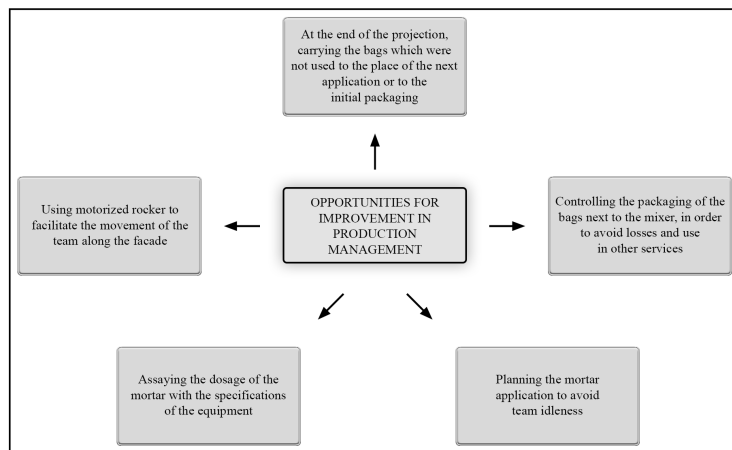 At the end of the projection,
carrying the bags which were
not used to the place of the next
application or to the
initial packaging
Using motorized rocker to
facilitate the movement of the
team along the facade
OPPORTUNITIES FOR
IMPROVEMENT IN
PRODUCTION
MANAGEMENT
Controlling the packaging of the
bags next to the mixer, in order
to avoid losses and use
in other services
Assaying the dosage of the
mortar with the specifications
of the equipment
Planning the mortar
application to avoid
team idleness